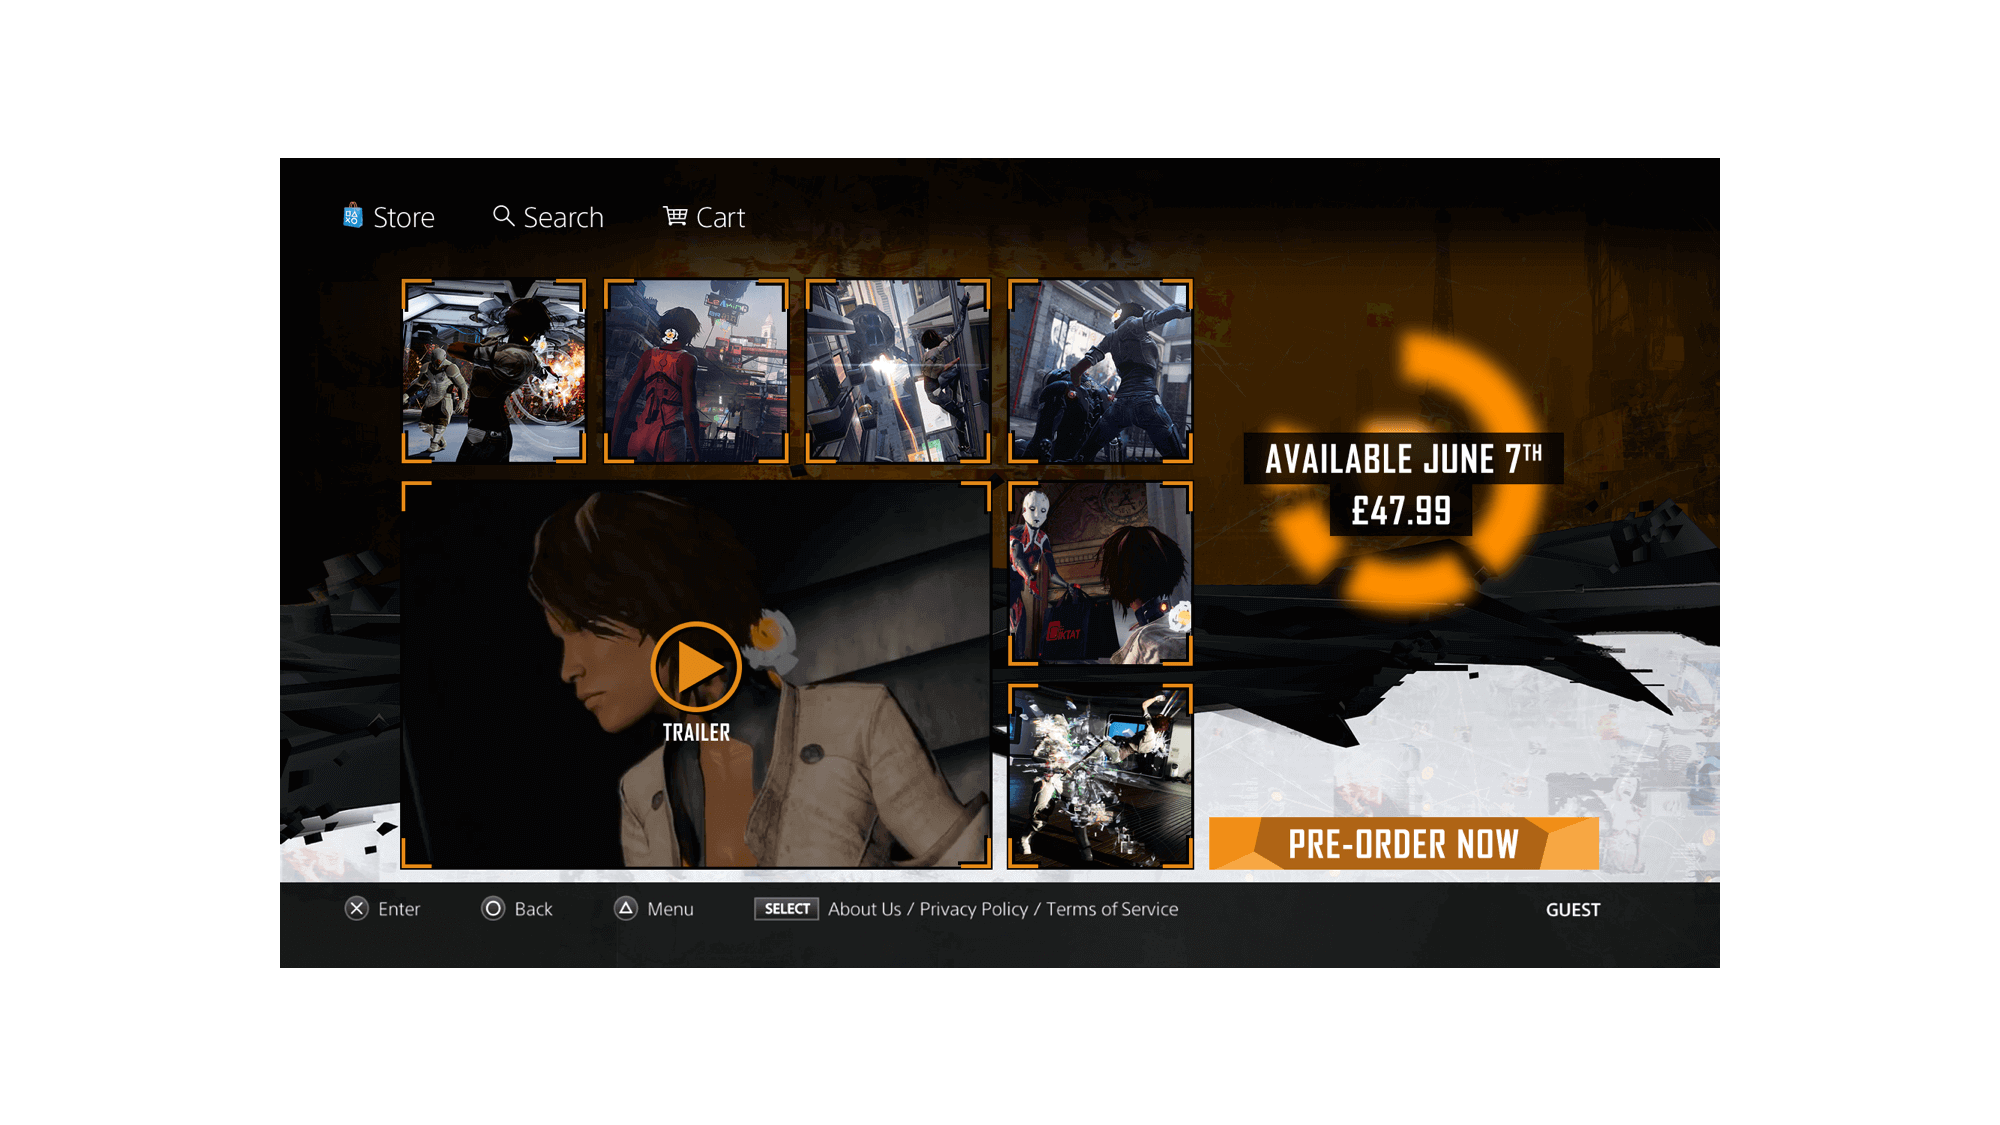 Store
Search
Cart
AVAILABLE JUNE 7TH
£47.99
TRAILER
PRE-ORDER NOW
Enter
Back
Menu
SELECT
About Us / Privacy Policy / Terms of Service
GUEST